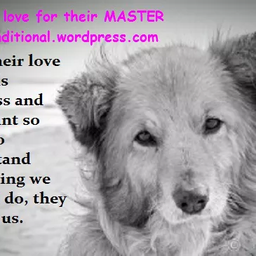 love for their MASTER
ditional.wordpress.com
heir love
s
ss and
nt so
o
tand
ing we
do, they
us.